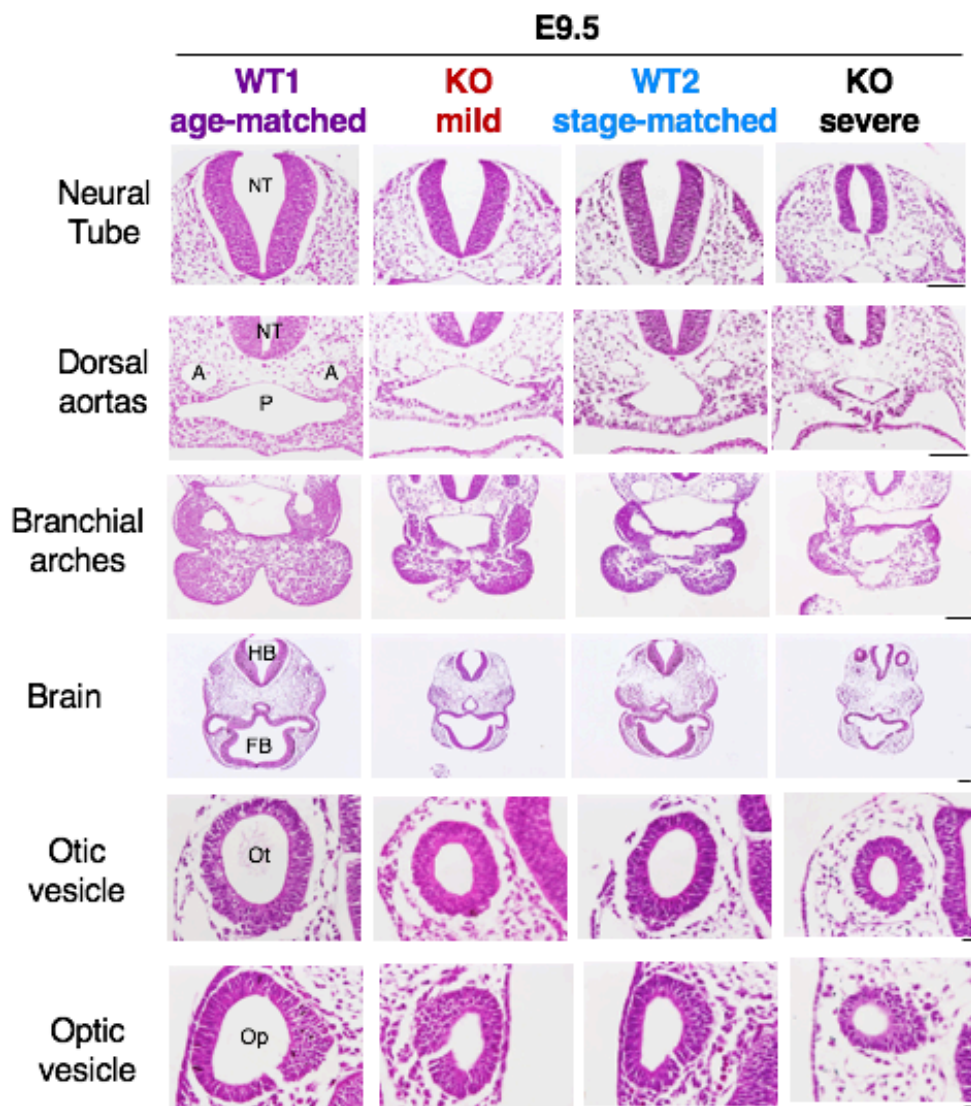 E9.5
WT1 KO WT2 KO
age-matched mild stage-matched severe
Neural
Tube
NT
Dorsal
aortas
NT
A A
P
Branchial
arches
Brain
HB
FB
Otic
vesicle
Ot
Optic
vesicle
Op